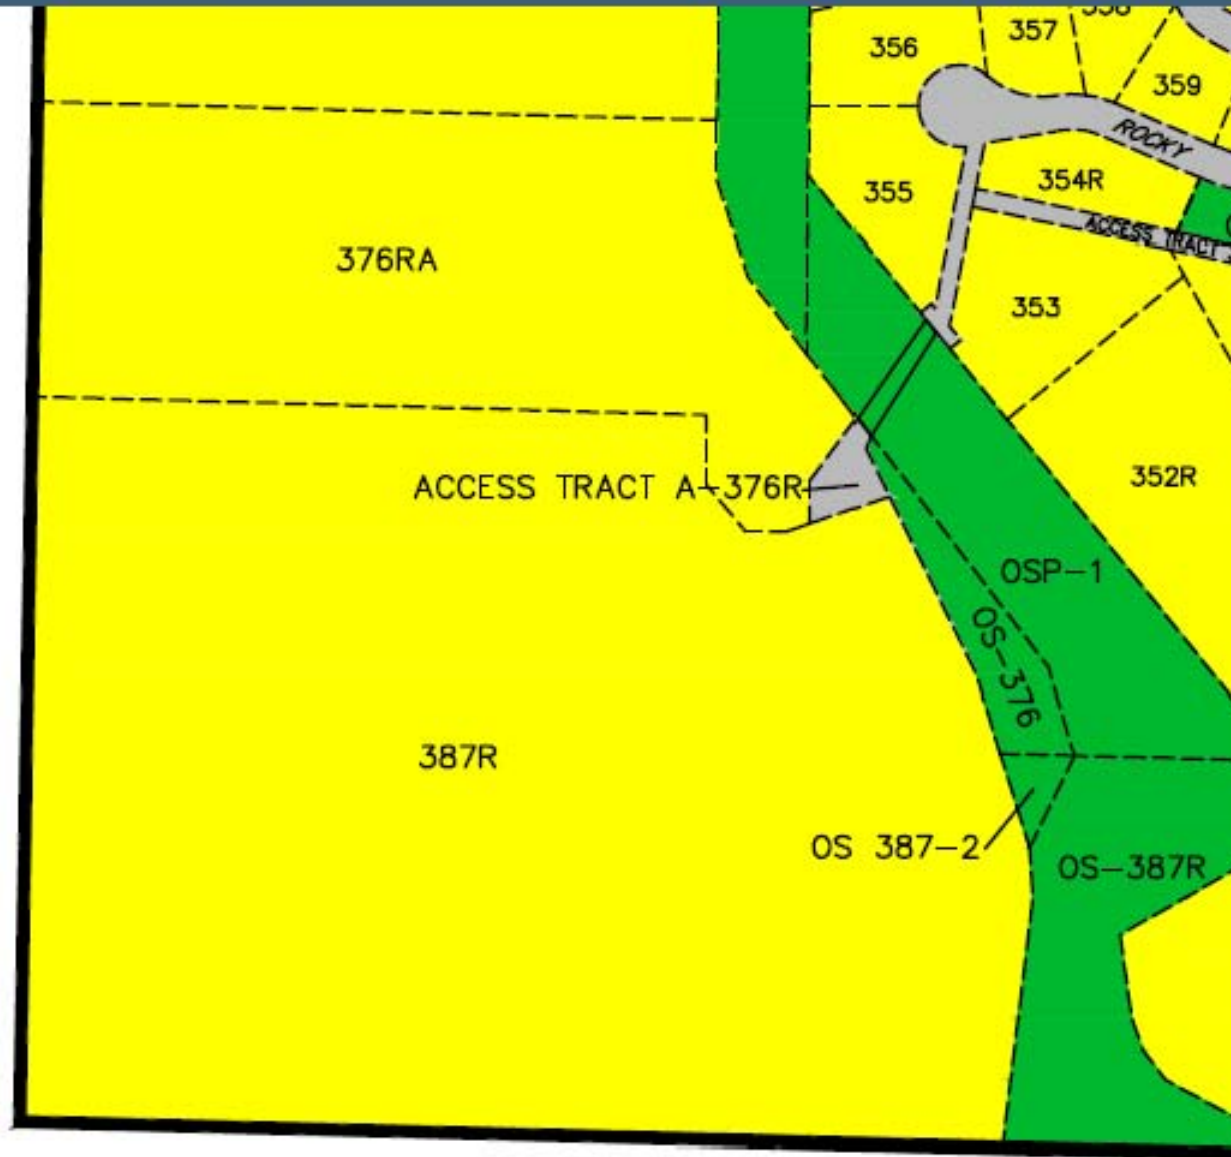 358
357
356
359
ROCKY
354R
355
ACCESS TRACT
376RA
353
352R
ACCESS TRACT A-376R
OSP-1
OS-376
387R
OS 387-2
OS-387R